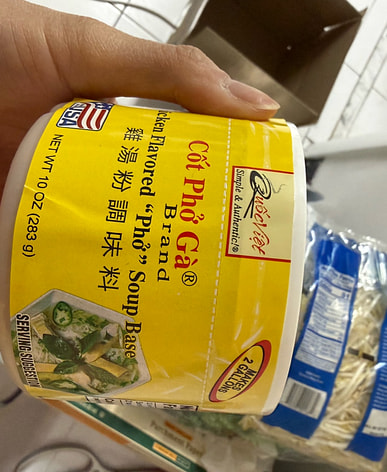 Quốc Việt
Simple & Authentic!®
Cốt Phở Gà®
Brand
icken Flavored "Phở" Soup Base
雞湯粉調味料
USA
NET WT 10 OZ (283 g)
MAKES
2
GALLONS
SERVING SUGGESTION